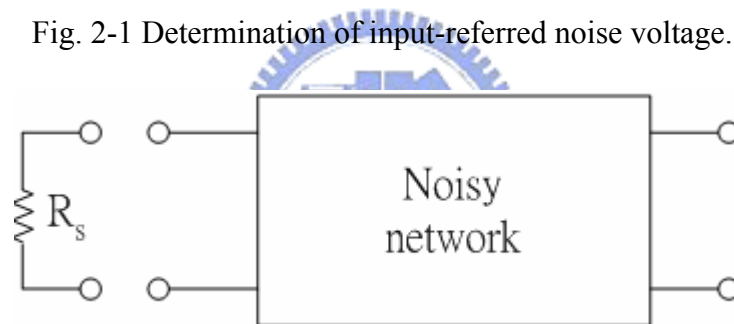 Fig. 2-1 Determination of input-referred noise voltage.
R_s
Noisy
network